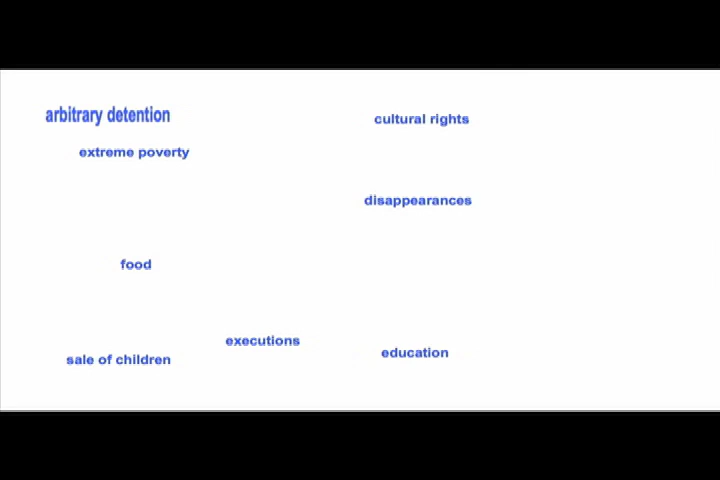 arbitrary detention
cultural rights
extreme poverty
disappearances
food
executions
education
sale of children